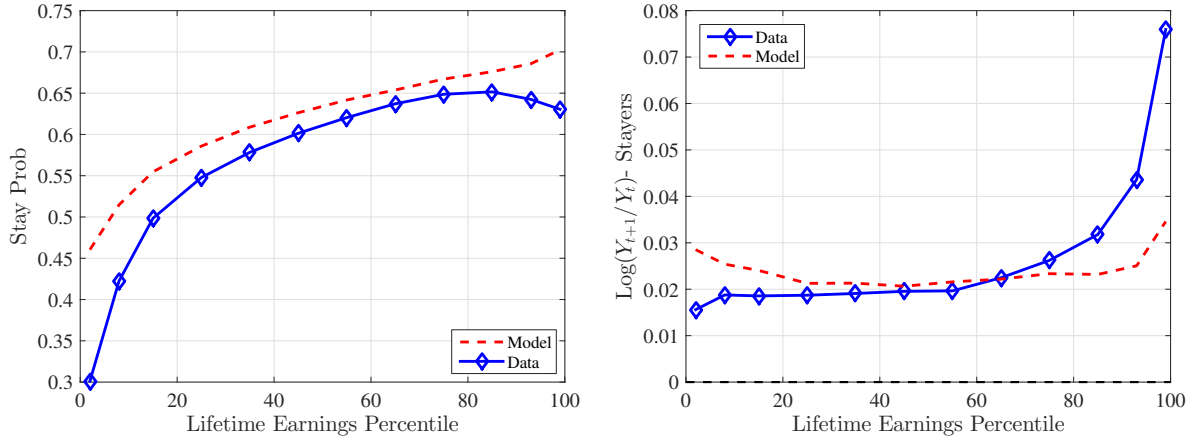 0.75
0.7
0.65
0.6
0.55
0.5
0.45
0.4
0.35
0.3
Stay Prob
Model
Data
0 20 40 60 80 100
Lifetime Earnings Percentile
0.08
0.07
0.06
0.05
0.04
0.03
0.02
0.01
0
Log(Y_{t+1}/Y_t)- Stayers
Data
Model
0 20 40 60 80 100
Lifetime Earnings Percentile